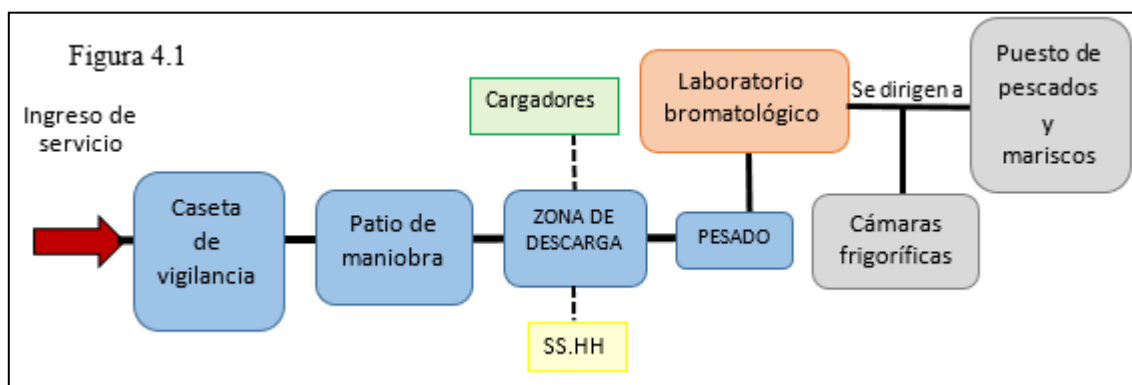 Figura 4.1
Ingreso de
servicio
Caseta
de
vigilancia
Patio de
maniobra
Cargadores
ZONA DE
DESCARGA
SS.HH
PESADO
Laboratorio
bromatológico
Se dirigen a
Cámaras
frigoríficas
Puesto de
pescados
y
mariscos